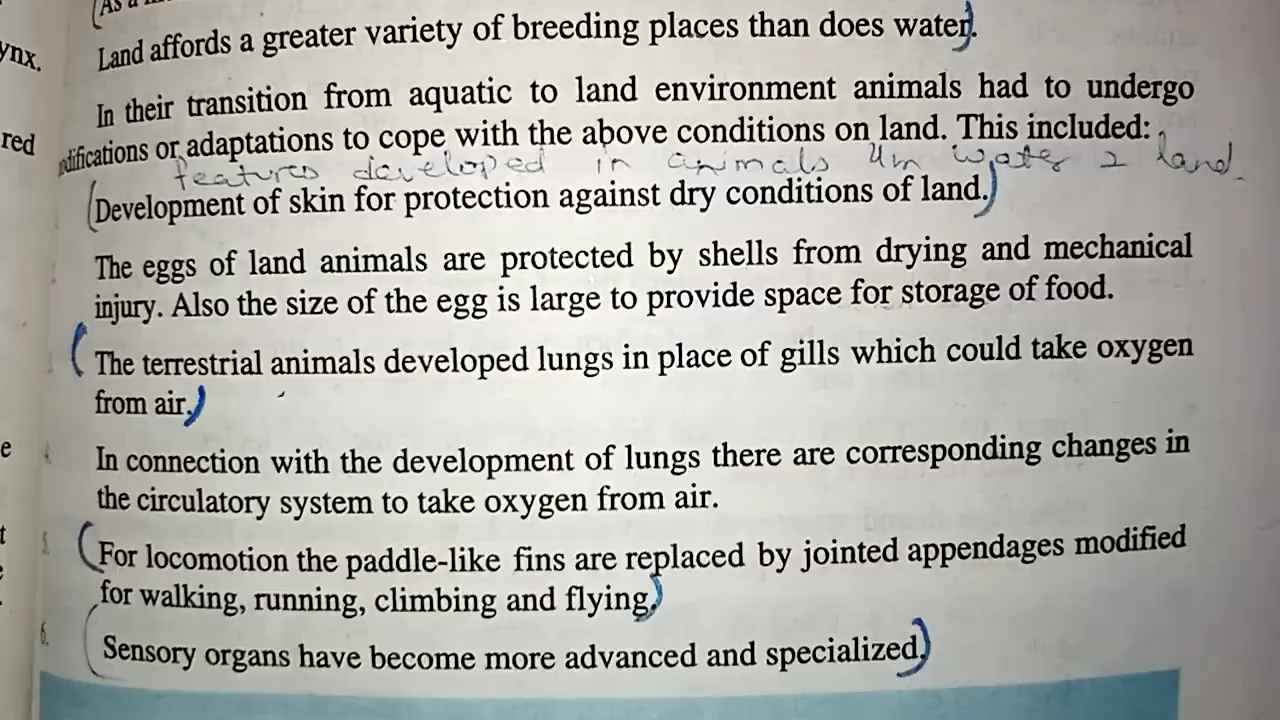 (As a
Land affords a greater variety of breeding places than does water).
ynx.
In their transition from aquatic to land environment animals had to undergo
red
difications or adaptations to cope with the above conditions on land. This included:
features developed in animals water 2 land.
(Development of skin for protection against dry conditions of land.)
The eggs of land animals are protected by shells from drying and mechanical
injury. Also the size of the egg is large to provide space for storage of food.
(The terrestrial animals developed lungs in place of gills which could take oxygen
from air.)
e
4. In connection with the development of lungs there are corresponding changes in
the circulatory system to take oxygen from air.
t
5. (For locomotion the paddle-like fins are replaced by jointed appendages modified
for walking, running, climbing and flying.)
6. (Sensory organs have become more advanced and specialized.)